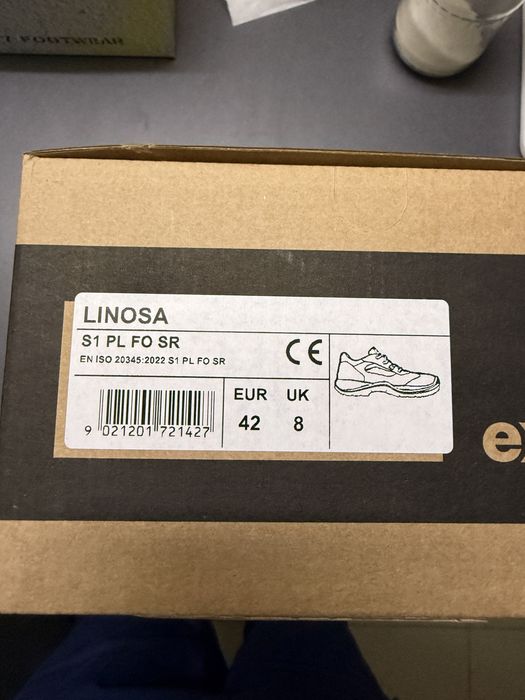 FOOTWEAR
LINOSA
S1 PL FO SR
EN ISO 20345:2022 S1 PL FO SR
CE
EUR UK
42 8
9 021201 721427
e